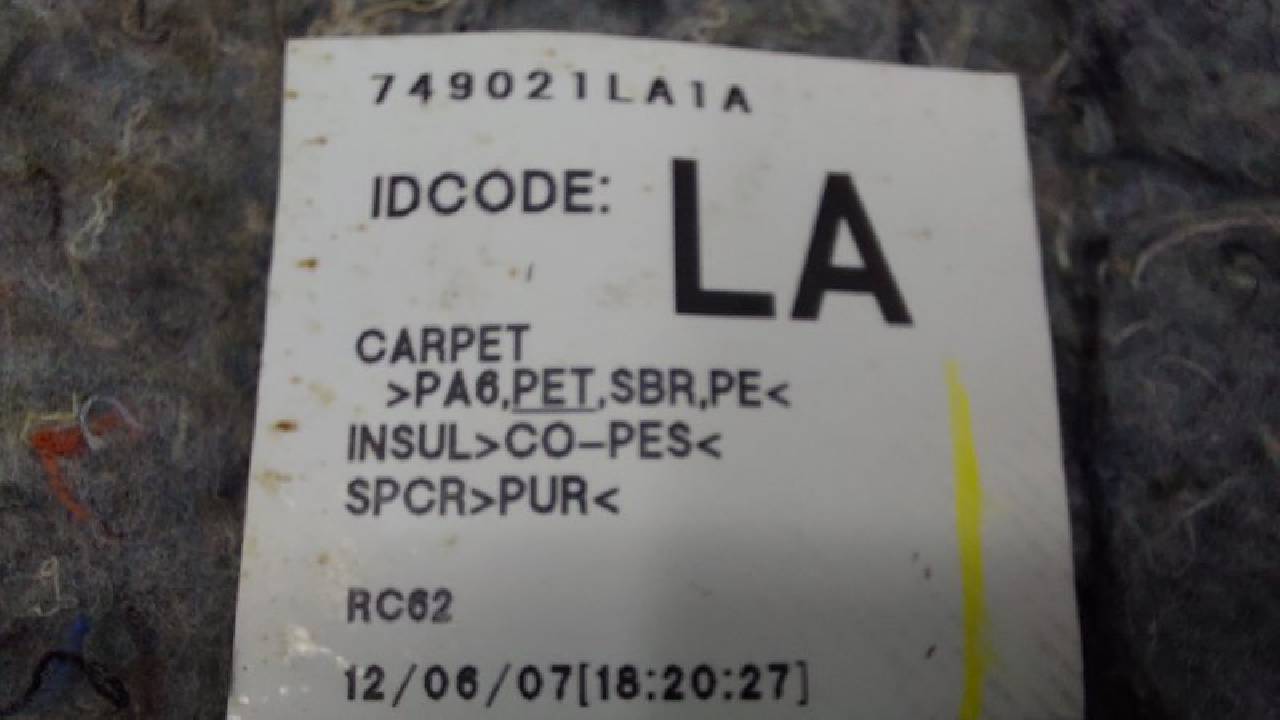 749021LA1A
IDCODE: LA
CARPET
>PA6,PET,SBR,PE<
INSUL>CO-PES<
SPCR>PUR<
RC62
12/06/07[18:20:27]